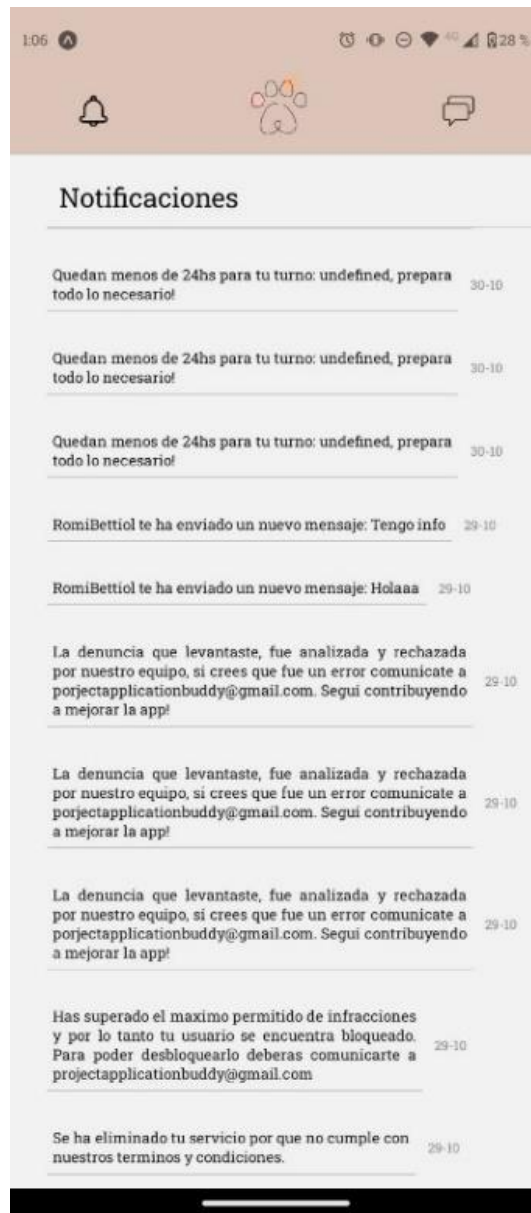 1:06 4G 28 %
Notificaciones
Quedan menos de 24hs para tu turno: undefined, prepara
todo lo necesario!
30-10
Quedan menos de 24hs para tu turno: undefined, prepara
todo lo necesario!
30-10
Quedan menos de 24hs para tu turno: undefined, prepara
todo lo necesario!
30-10
RomiBettiol te ha enviado un nuevo mensaje: Tengo info 29-10
RomiBettiol te ha enviado un nuevo mensaje: Holaaa 29-10
La denuncia que levantaste, fue analizada y rechazada
por nuestro equipo, si crees que fue un error comunicate a
porjectapplicationbuddy@gmail.com. Segui contribuyendo
a mejorar la app!
29-10
La denuncia que levantaste, fue analizada y rechazada
por nuestro equipo, si crees que fue un error comunicate a
porjectapplicationbuddy@gmail.com. Segui contribuyendo
a mejorar la app!
29-10
La denuncia que levantaste, fue analizada y rechazada
por nuestro equipo, si crees que fue un error comunicate a
porjectapplicationbuddy@gmail.com. Segui contribuyendo
a mejorar la app!
29-10
Has superado el maximo permitido de infracciones
y por lo tanto tu usuario se encuentra bloqueado.
Para poder desbloquearlo deberas comunicarte a
projectapplicationbuddy@gmail.com
29-10
Se ha eliminado tu servicio por que no cumple con
nuestros terminos y condiciones.
29-10